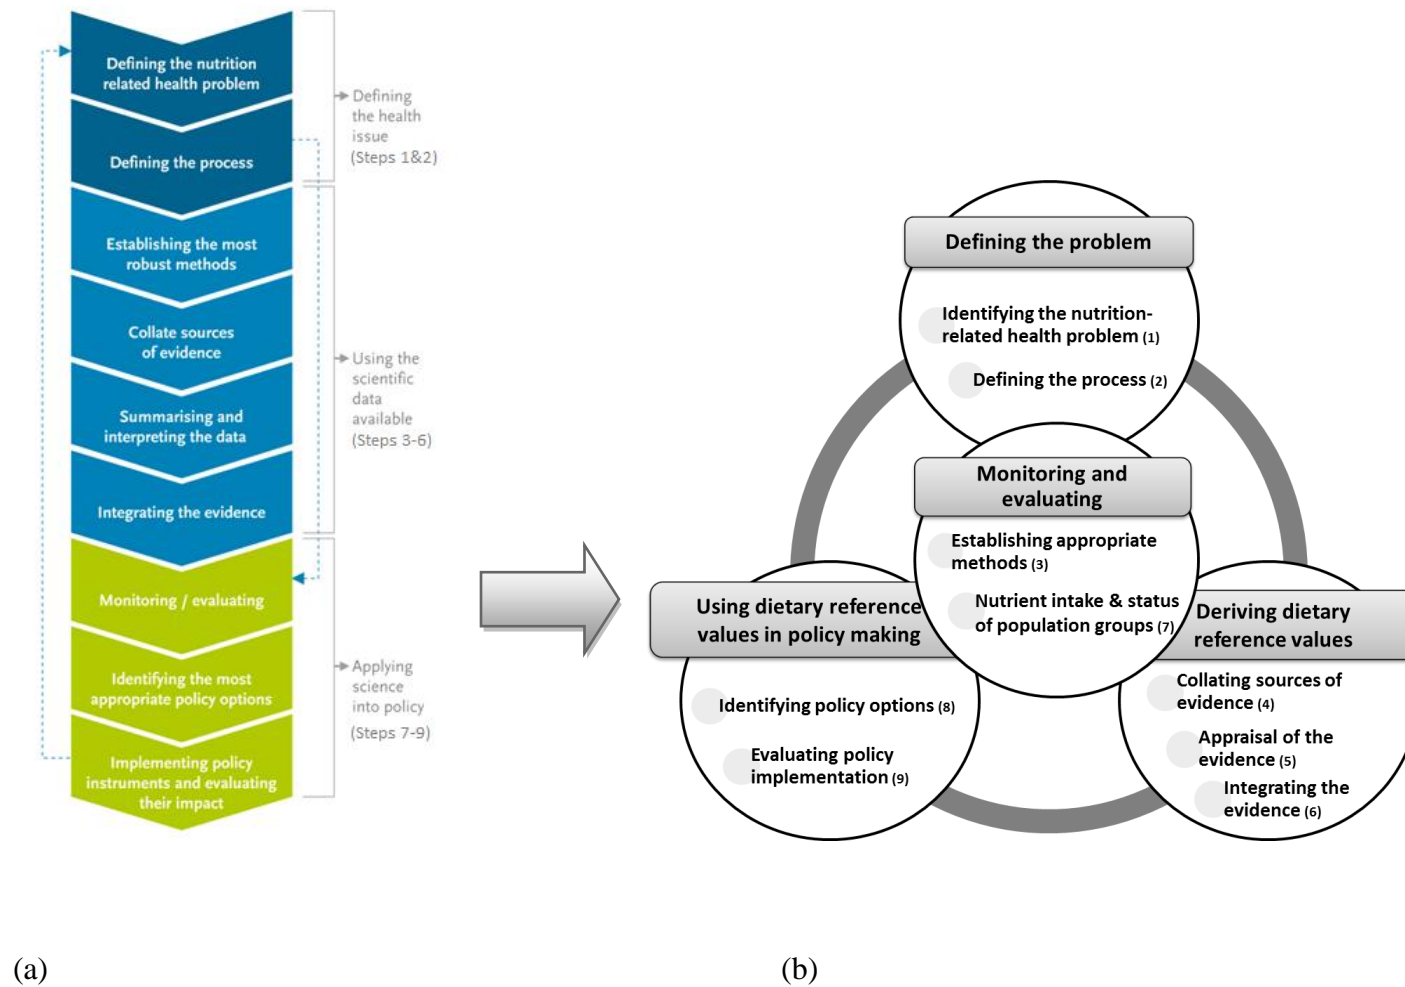 Defining the nutrition
related health problem
Defining the process
Establishing the most
robust methods
Collate sources
of evidence
Summarising and
interpreting the data
Integrating the evidence
Monitoring / evaluating
Identifying the most
appropriate policy options
Implementing policy
instruments and evaluating
their impact
Defining
the health
issue
(Steps 1&2)
Using the
scientific
data
available
(Steps 3-6)
Applying
science
into policy
(Steps 7-9)
Defining the problem
Identifying the nutrition-
related health problem (1)
Defining the process (2)
Monitoring and
evaluating
Establishing appropriate
methods (3)
Nutrient intake & status
of population groups (7)
Using dietary reference
values in policy making
Identifying policy options (8)
Evaluating policy
implementation (9)
Deriving dietary
reference values
Collating sources of
evidence (4)
Appraisal of the
evidence (5)
Integrating the
evidence (6)
(a)
(b)